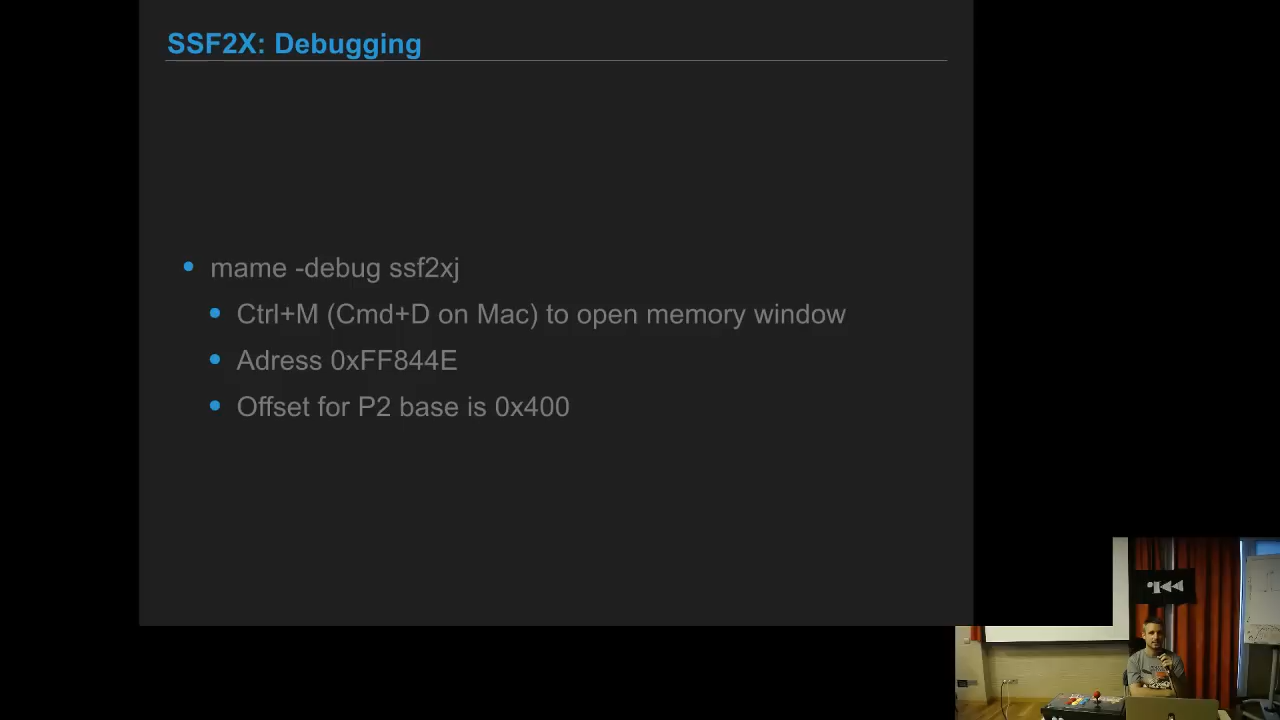 SSF2X: Debugging
mame -debug ssf2xj
Ctrl+M (Cmd+D on Mac) to open memory window
Adress 0xFF844E
Offset for P2 base is 0x400